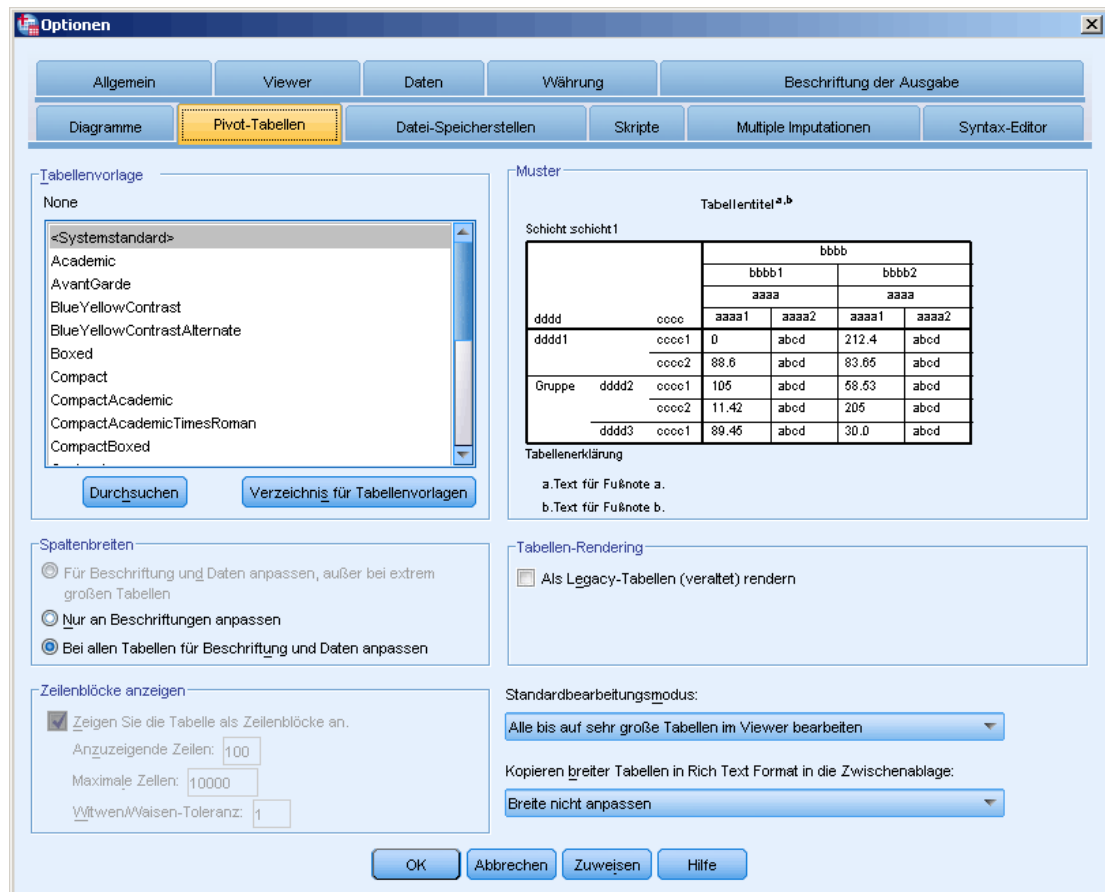 Optionen
Allgemein Viewer Daten Währung Beschriftung der Ausgabe
Diagramme Pivot-Tabellen Datei-Speicherstellen Skripte Multiple Imputationen Syntax-Editor
Tabellenvorlage
None
<Systemstandard>
Academic
AvantGarde
BlueYellowContrast
BlueYellowContrastAlternate
Boxed
Compact
CompactAcademic
CompactAcademicTimesRoman
CompactBoxed
Durchsuchen Verzeichnis für Tabellenvorlagen
Muster
Tabellentitel a,b
Schicht:schicht1
bbbb
bbbb1 bbbb2
aaaa aaaa
dddd cccc aaaa1 aaaa2 aaaa1 aaaa2
dddd1 cccc1 0 abcd 212.4 abcd
cccc2 88.6 abcd 83.65 abcd
Gruppe dddd2 cccc1 105 abcd 58.53 abcd
cccc2 11.42 abcd 205 abcd
dddd3 cccc1 89.45 abcd 30.0 abcd
Tabellenerklärung
a.Text für Fußnote a.
b.Text für Fußnote b.
Spaltenbreiten
Für Beschriftung und Daten anpassen, außer bei extrem
großen Tabellen
Nur an Beschriftungen anpassen
Bei allen Tabellen für Beschriftung und Daten anpassen
Tabellen-Rendering
Als Legacy-Tabellen (veraltet) rendern
Zeilenblöcke anzeigen
Zeigen Sie die Tabelle als Zeilenblöcke an.
Anzuzeigende Zeilen: 100
Maximale Zellen: 10000
Witwen/Waisen-Toleranz: 1
Standardbearbeitungsmodus:
Alle bis auf sehr große Tabellen im Viewer bearbeiten
Kopieren breiter Tabellen in Rich Text Format in die Zwischenablage:
Breite nicht anpassen
OK Abbrechen Zuweisen Hilfe